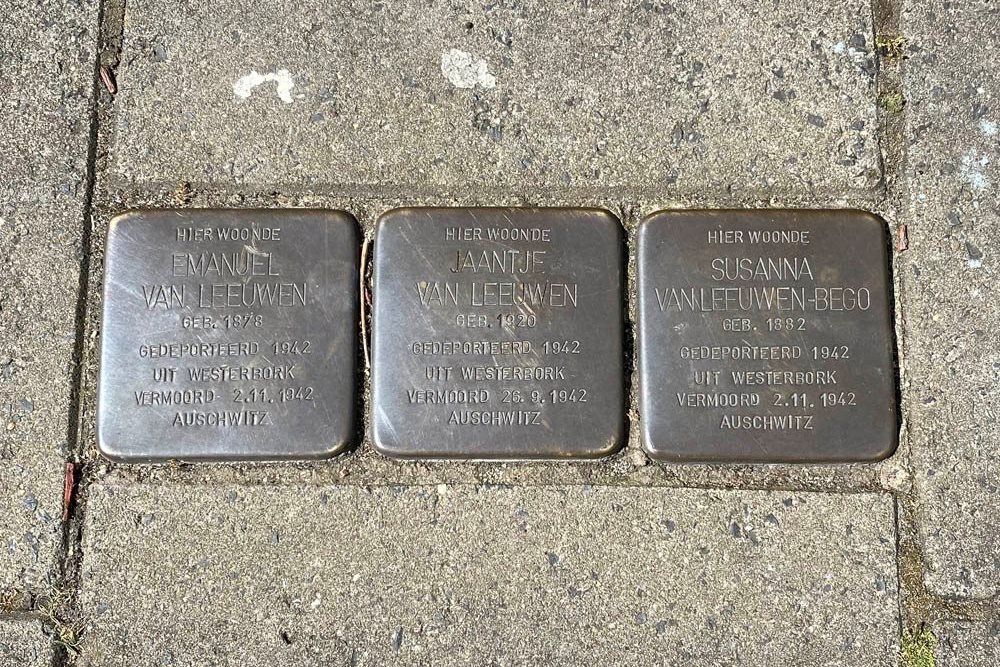 HIER WOONDE
EMANUEL
VAN LEEUWEN
GEB. 1878
GEDEPORTEERD 1942
UIT WESTERBORK
VERMOORD 2.11.1942
AUSCHWITZ
HIER WOONDE
JAANTJE
VAN LEEUWEN
GEB. 1920
GEDEPORTEERD 1942
UIT WESTERBORK
VERMOORD 26.9.1942
AUSCHWITZ
HIER WOONDE
SUSANNA
VAN LEEUWEN-BEGO
GEB. 1882
GEDEPORTEERD 1942
UIT WESTERBORK
VERMOORD 2.11.1942
AUSCHWITZ